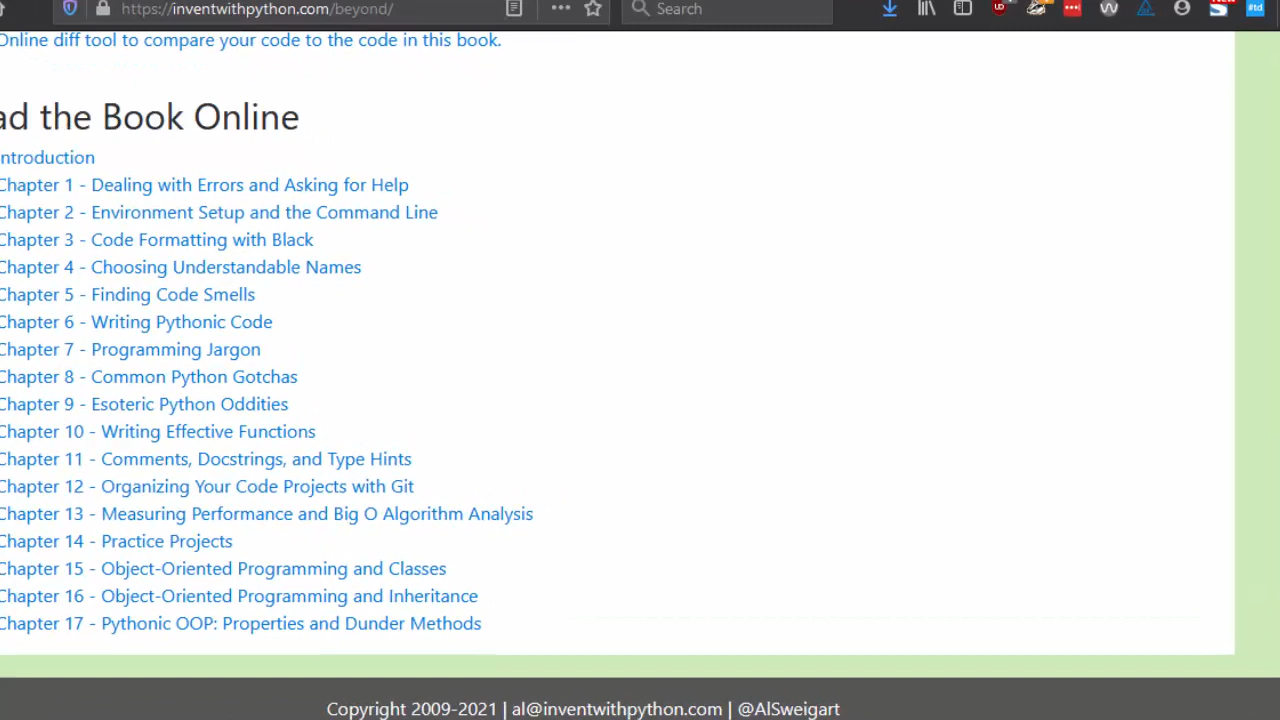 https://inventwithpython.com/beyond/
Search
Online diff tool to compare your code to the code in this book.
ad the Book Online
ntroduction
Chapter 1 - Dealing with Errors and Asking for Help
Chapter 2 - Environment Setup and the Command Line
Chapter 3 - Code Formatting with Black
Chapter 4 - Choosing Understandable Names
Chapter 5 - Finding Code Smells
Chapter 6 - Writing Pythonic Code
Chapter 7 - Programming Jargon
Chapter 8 - Common Python Gotchas
Chapter 9 - Esoteric Python Oddities
Chapter 10 - Writing Effective Functions
Chapter 11 - Comments, Docstrings, and Type Hints
Chapter 12 - Organizing Your Code Projects with Git
Chapter 13 - Measuring Performance and Big O Algorithm Analysis
Chapter 14 - Practice Projects
Chapter 15 - Object-Oriented Programming and Classes
Chapter 16 - Object-Oriented Programming and Inheritance
Chapter 17 - Pythonic OOP: Properties and Dunder Methods
Copyright 2009-2021 | al@inventwithpython.com | @AlSweigart